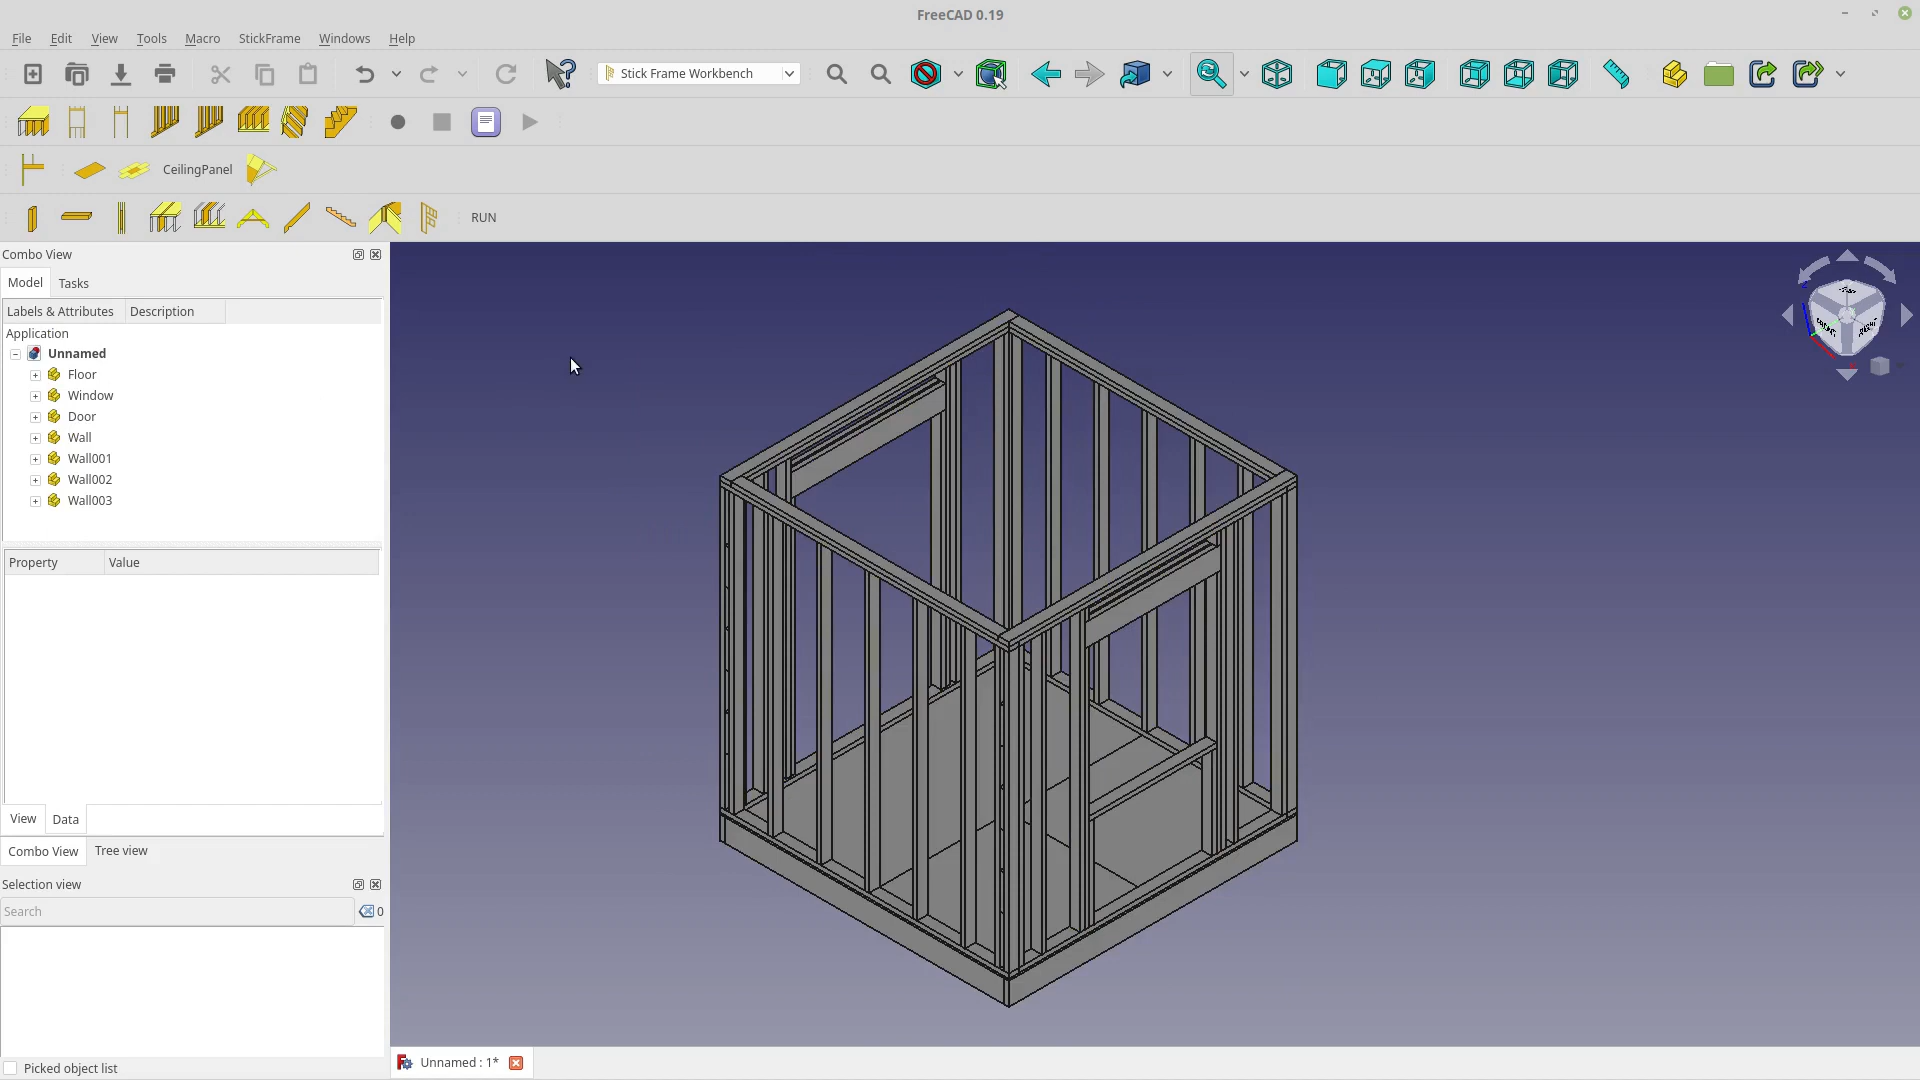 FreeCAD 0.19
File Edit View Tools Macro StickFrame Windows Help
Stick Frame Workbench
CeilingPanel
RUN
Combo View
Model Tasks
Labels & Attributes Description
Application
Unnamed
Floor
Window
Door
Wall
Wall001
Wall002
Wall003
Property Value
View Data
Combo View Tree view
Selection view
Search 0
Picked object list
Unnamed : 1*